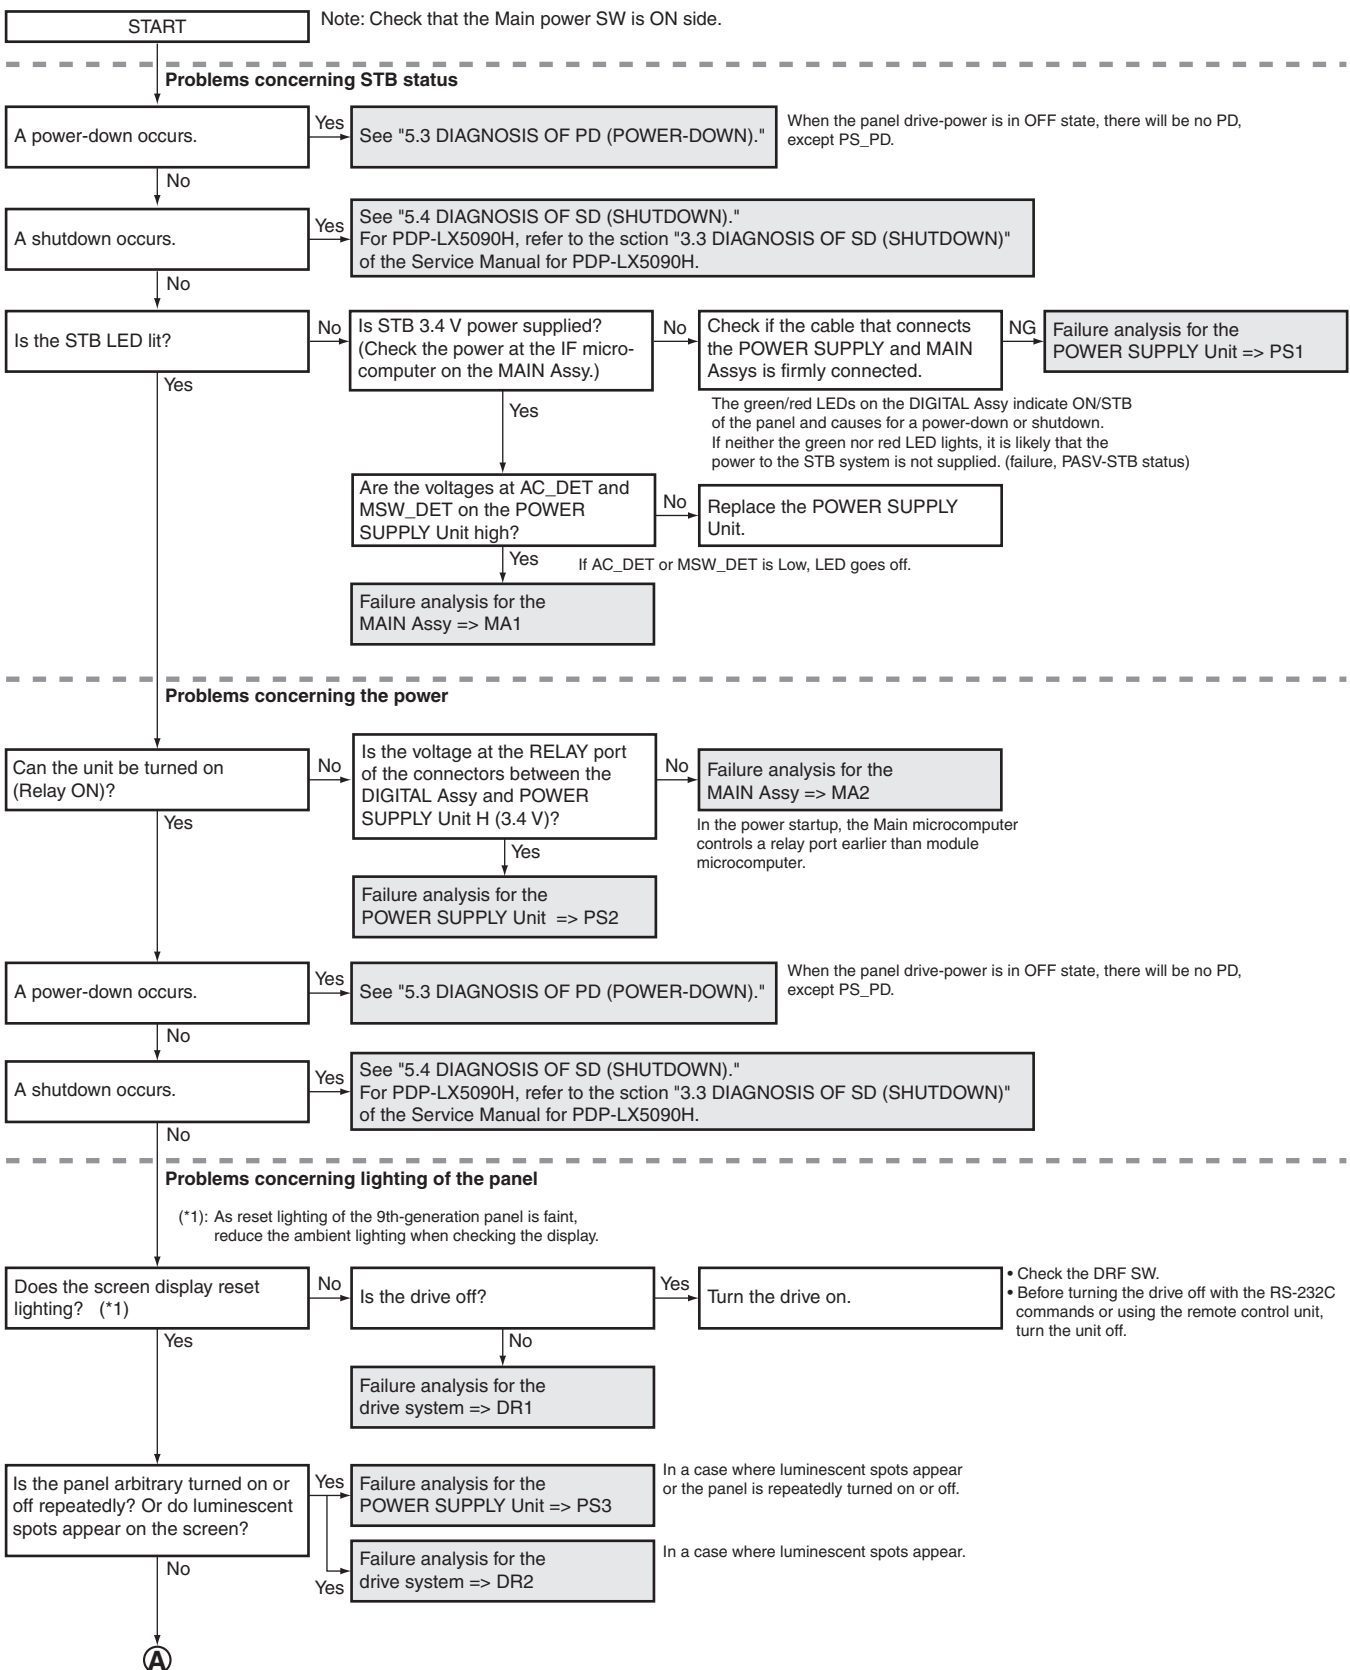 START
Note: Check that the Main power SW is ON side.
Problems concerning STB status
A power-down occurs.
Yes
See "5.3 DIAGNOSIS OF PD (POWER-DOWN)."
When the panel drive-power is in OFF state, there will be no PD,
except PS_PD.
No
A shutdown occurs.
Yes
See "5.4 DIAGNOSIS OF SD (SHUTDOWN)."
For PDP-LX5090H, refer to the sction "3.3 DIAGNOSIS OF SD (SHUTDOWN)"
of the Service Manual for PDP-LX5090H.
No
Is the STB LED lit?
No
Is STB 3.4 V power supplied?
(Check the power at the IF micro-
computer on the MAIN Assy.)
No
Check if the cable that connects
the POWER SUPPLY and MAIN
Assys is firmly connected.
NG
Failure analysis for the
POWER SUPPLY Unit => PS1
Yes
Yes
The green/red LEDs on the DIGITAL Assy indicate ON/STB
of the panel and causes for a power-down or shutdown.
If neither the green nor red LED lights, it is likely that the
power to the STB system is not supplied. (failure, PASV-STB status)
Are the voltages at AC_DET and
MSW_DET on the POWER
SUPPLY Unit high?
No
Replace the POWER SUPPLY
Unit.
Yes
If AC_DET or MSW_DET is Low, LED goes off.
Failure analysis for the
MAIN Assy => MA1
Problems concerning the power
Can the unit be turned on
(Relay ON)?
No
Is the voltage at the RELAY port
of the connectors between the
DIGITAL Assy and POWER
SUPPLY Unit H (3.4 V)?
No
Failure analysis for the
MAIN Assy => MA2
In the power startup, the Main microcomputer
controls a relay port earlier than module
microcomputer.
Yes
Yes
Failure analysis for the
POWER SUPPLY Unit => PS2
A power-down occurs.
Yes
See "5.3 DIAGNOSIS OF PD (POWER-DOWN)."
When the panel drive-power is in OFF state, there will be no PD,
except PS_PD.
No
A shutdown occurs.
Yes
See "5.4 DIAGNOSIS OF SD (SHUTDOWN)."
For PDP-LX5090H, refer to the sction "3.3 DIAGNOSIS OF SD (SHUTDOWN)"
of the Service Manual for PDP-LX5090H.
No
Problems concerning lighting of the panel
(*1): As reset lighting of the 9th-generation panel is faint,
reduce the ambient lighting when checking the display.
Does the screen display reset
lighting? (*1)
No
Is the drive off?
Yes
Turn the drive on.
• Check the DRF SW.
• Before turning the drive off with the RS-232C
commands or using the remote control unit,
turn the unit off.
Yes
No
Failure analysis for the
drive system => DR1
Is the panel arbitrary turned on or
off repeatedly? Or do luminescent
spots appear on the screen?
Yes
Failure analysis for the
POWER SUPPLY Unit => PS3
In a case where luminescent spots appear
or the panel is repeatedly turned on or off.
No
Yes
Failure analysis for the
drive system => DR2
In a case where luminescent spots appear.
A